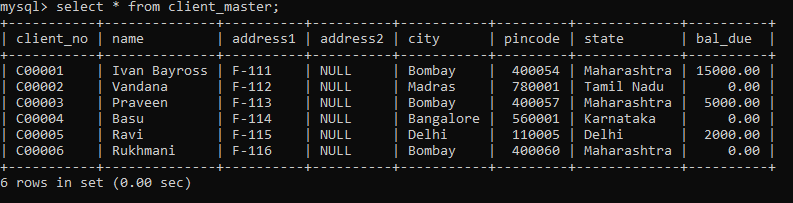 mysql> select * from client_master;
+-----------+--------------+----------+----------+-----------+---------+-------------+----------+
| client_no | name         | address1 | address2 | city      | pincode | state       | bal_due  |
+-----------+--------------+----------+----------+-----------+---------+-------------+----------+
| C00001    | Ivan Bayross | F-111    | NULL     | Bombay    |  400054 | Maharashtra | 15000.00 |
| C00002    | Vandana      | F-112    | NULL     | Madras    |  780001 | Tamil Nadu  |     0.00 |
| C00003    | Praveen      | F-113    | NULL     | Bombay    |  400057 | Maharashtra |  5000.00 |
| C00004    | Basu         | F-114    | NULL     | Bangalore |  560001 | Karnataka   |     0.00 |
| C00005    | Ravi         | F-115    | NULL     | Delhi     |  110005 | Delhi       |  2000.00 |
| C00006    | Rukhmani     | F-116    | NULL     | Bombay    |  400060 | Maharashtra |     0.00 |
+-----------+--------------+----------+----------+-----------+---------+-------------+----------+
6 rows in set (0.00 sec)